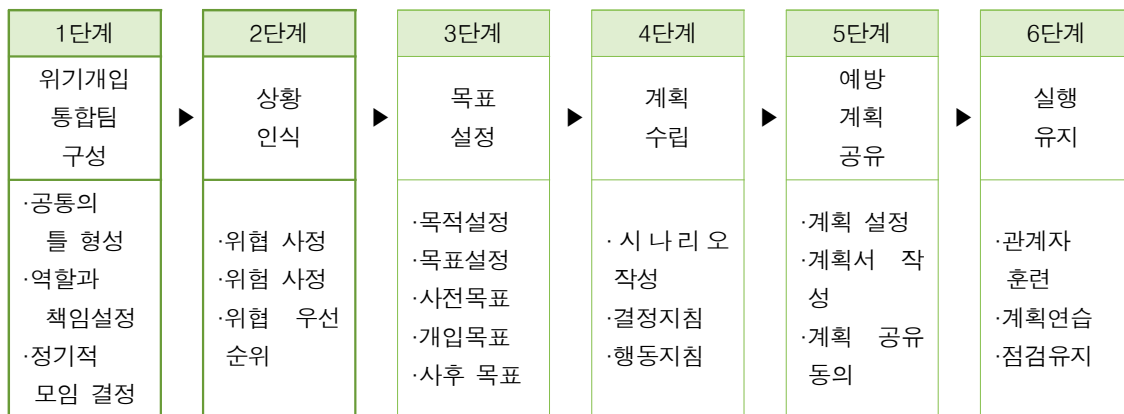 1단계
위기개입
통합팀
구성
·공통의
틀 형성
·역할과
책임설정
·정기적
모임 결정
▶
2단계
상황
인식
·위협 사정
·위험 사정
·위협 우선
순위
▶
3단계
목표
설정
·목적설정
·목표설정
·사전목표
·개입목표
·사후 목표
▶
4단계
계획
수립
·시나리오
작성
·결정지침
·행동지침
▶
5단계
예방
계획
공유
·계획 설정
·계획서 작
성
·계획 공유
동의
▶
6단계
실행
유지
·관계자
훈련
·계획연습
·점검유지